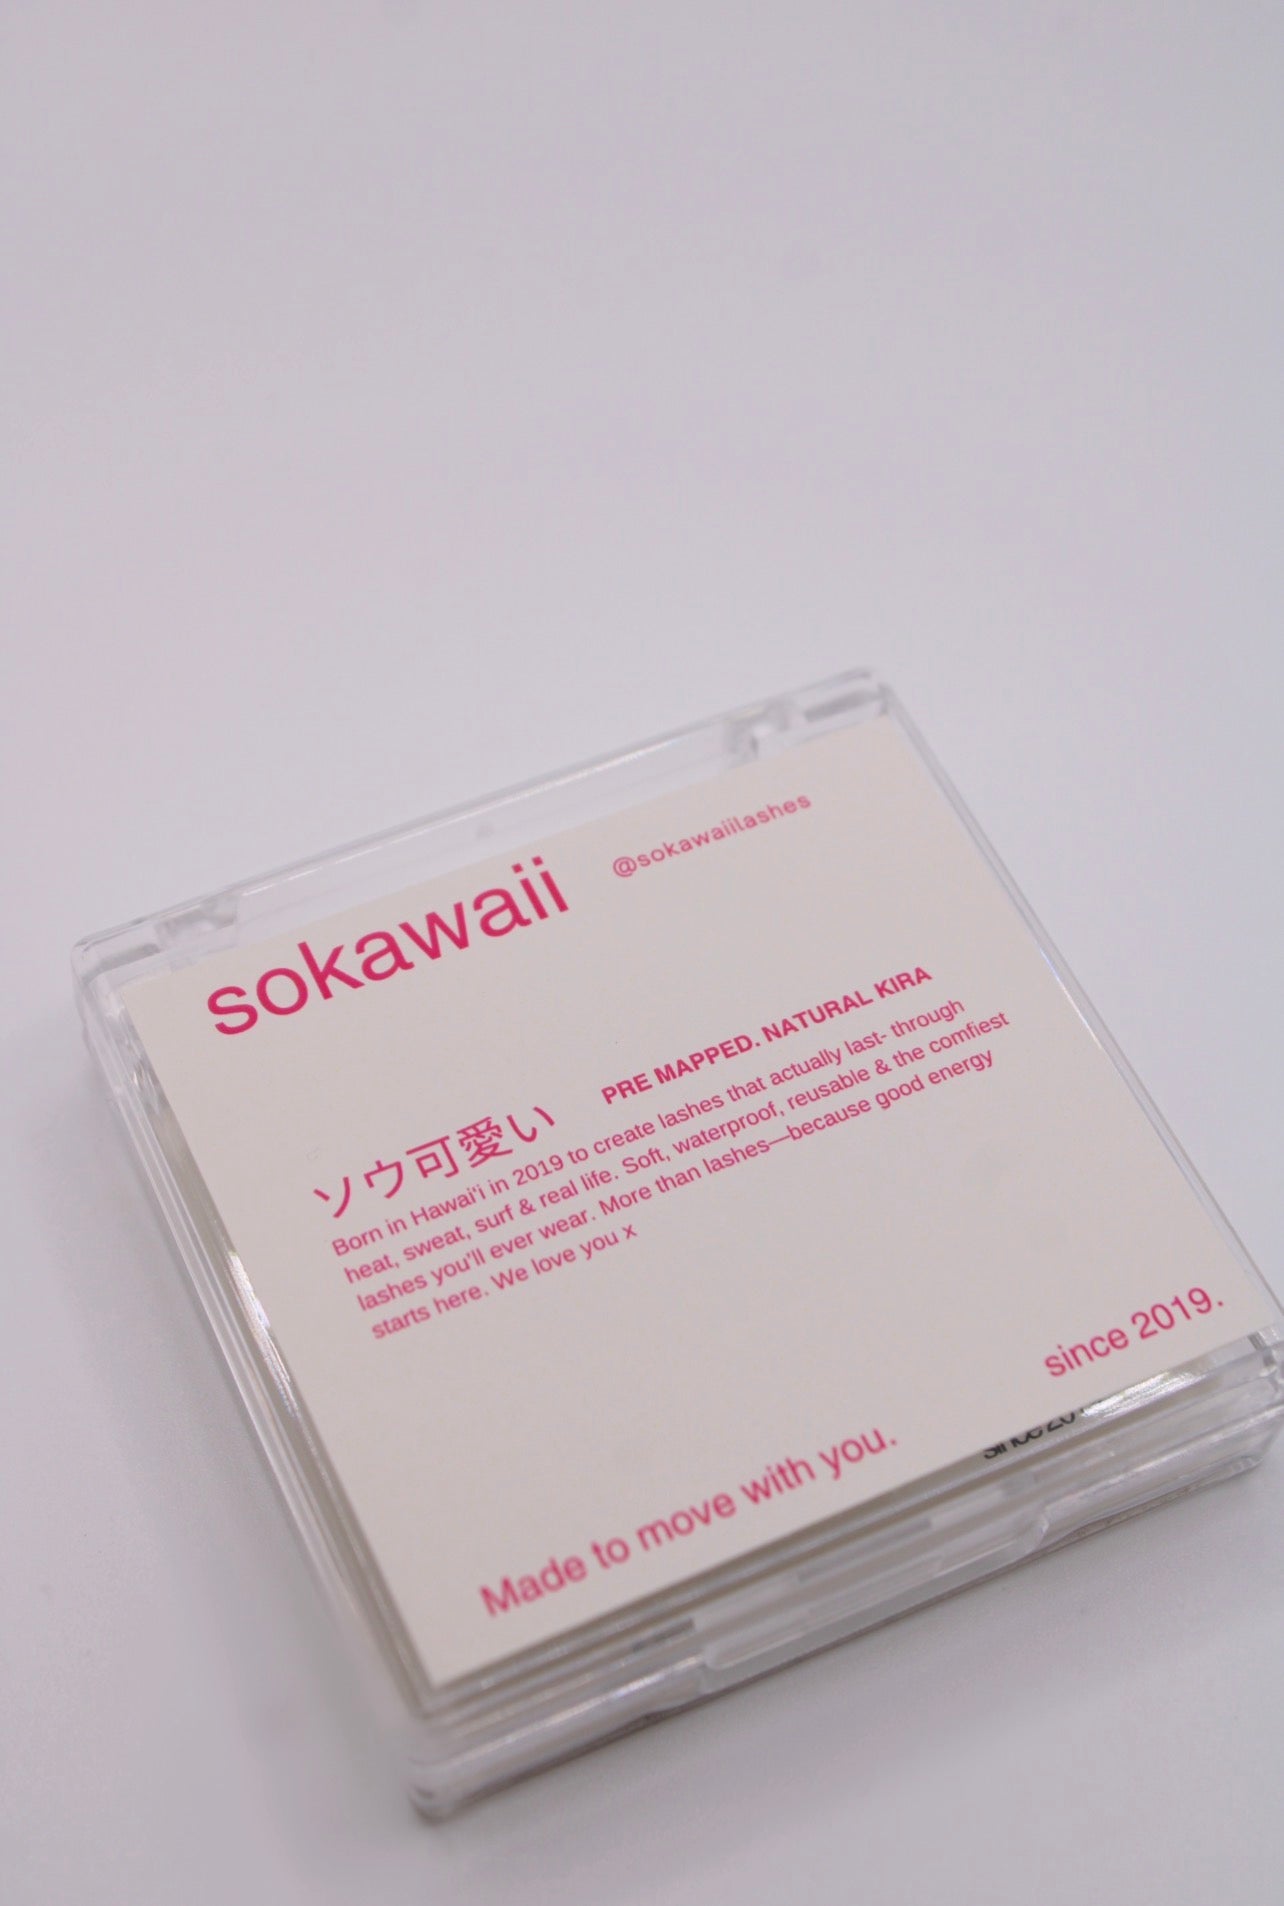 sokawaii
@sokawaiilashes
PRE MAPPED. NATURAL KIRA
ソウ可愛い
Born in Hawai'i in 2019 to create lashes that actually last- through
heat, sweat, surf & real life. Soft, waterproof, reusable & the comfiest
lashes you'll ever wear. More than lashes—because good energy
starts here. We love you x
since 2019.
Made to move with you.
since